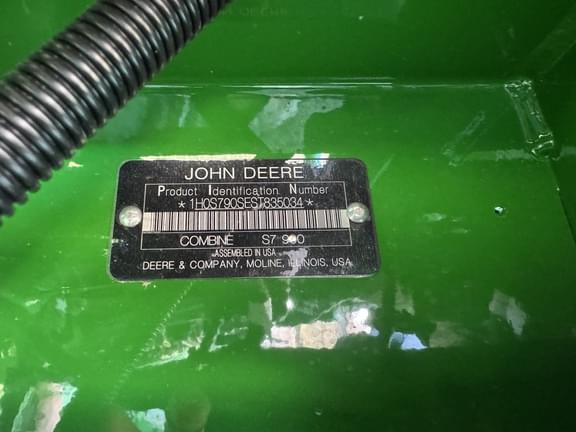 JOHN DEERE
Product Identification Number
*1H0S790SEST835034*
COMBINE S7 900
ASSEMBLED IN USA
DEERE & COMPANY, MOLINE, ILLINOIS, USA